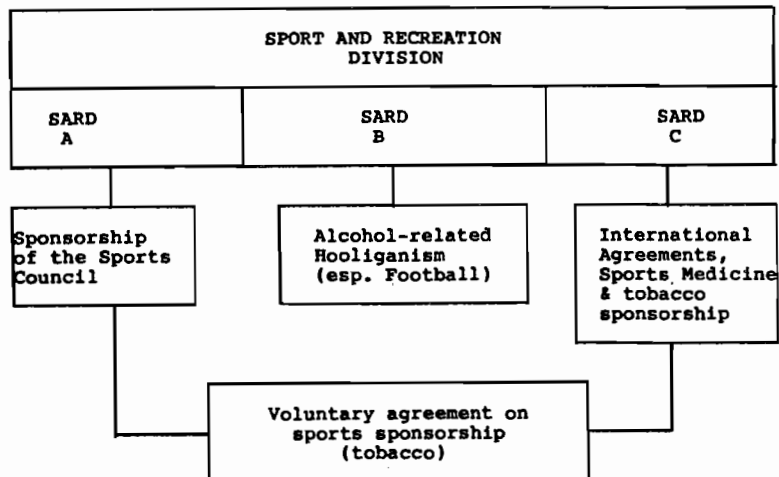 SPORT AND RECREATION
DIVISION
SARD
A
SARD
B
SARD
C
Sponsorship
of the Sports
Council
Alcohol-related
Hooliganism
(esp. Football)
International
Agreements,
Sports Medicine
& tobacco
sponsorship
Voluntary agreement on
sports sponsorship
(tobacco)